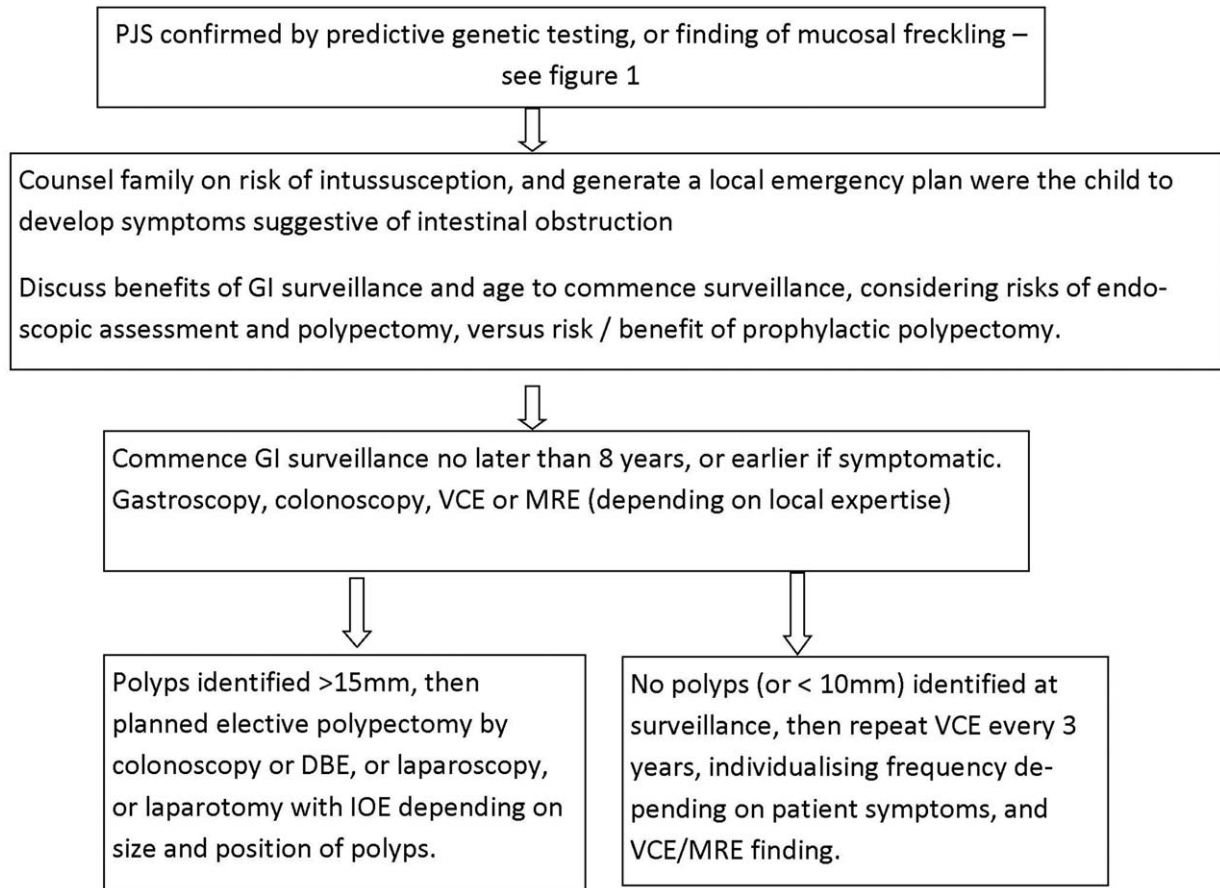 PJS confirmed by predictive genetic testing, or finding of mucosal freckling –
see figure 1
Counsel family on risk of intussusception, and generate a local emergency plan were the child to
develop symptoms suggestive of intestinal obstruction
Discuss benefits of GI surveillance and age to commence surveillance, considering risks of endo-
scopic assessment and polypectomy, versus risk / benefit of prophylactic polypectomy.
Commence GI surveillance no later than 8 years, or earlier if symptomatic.
Gastroscopy, colonoscopy, VCE or MRE (depending on local expertise)
Polyps identified >15mm, then
planned elective polypectomy by
colonoscopy or DBE, or laparoscopy,
or laparotomy with IOE depending on
size and position of polyps.
No polyps (or < 10mm) identified at
surveillance, then repeat VCE every 3
years, individualising frequency de-
pending on patient symptoms, and
VCE/MRE finding.